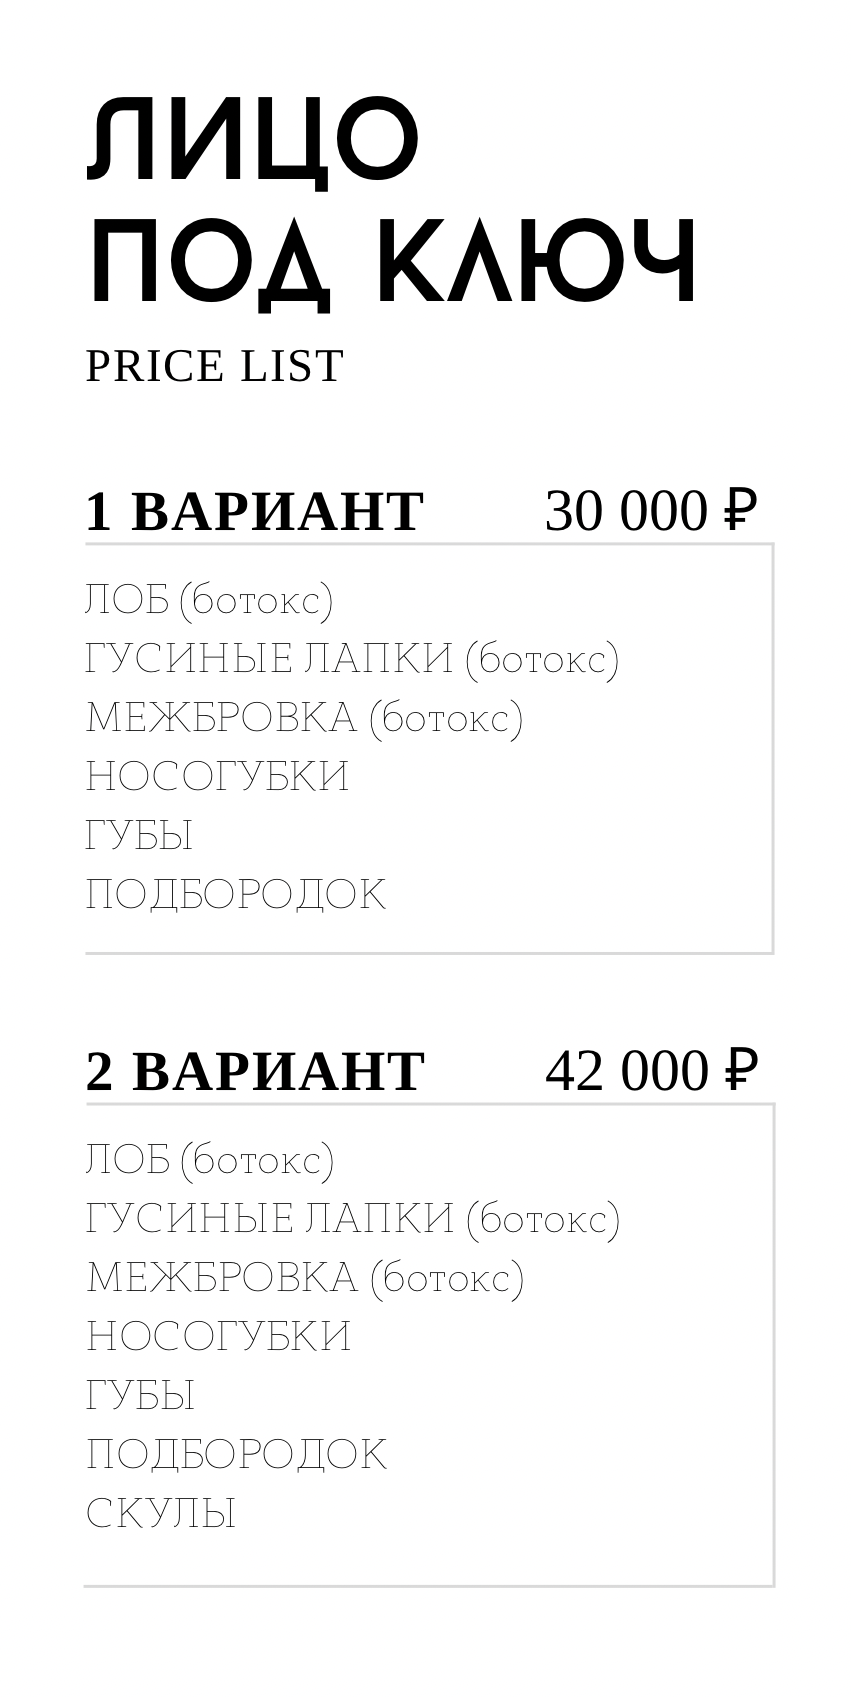 ЛИЦО
ПОД КЛЮЧ
PRICE LIST
1 ВАРИАНТ 30 000 ₽
ЛОБ (ботокс)
ГУСИНЫЕ ЛАПКИ (ботокс)
МЕЖБРОВКА (ботокс)
НОСОГУБКИ
ГУБЫ
ПОДБОРОДОК
2 ВАРИАНТ 42 000 ₽
ЛОБ (ботокс)
ГУСИНЫЕ ЛАПКИ (ботокс)
МЕЖБРОВКА (ботокс)
НОСОГУБКИ
ГУБЫ
ПОДБОРОДОК
СКУЛЫ